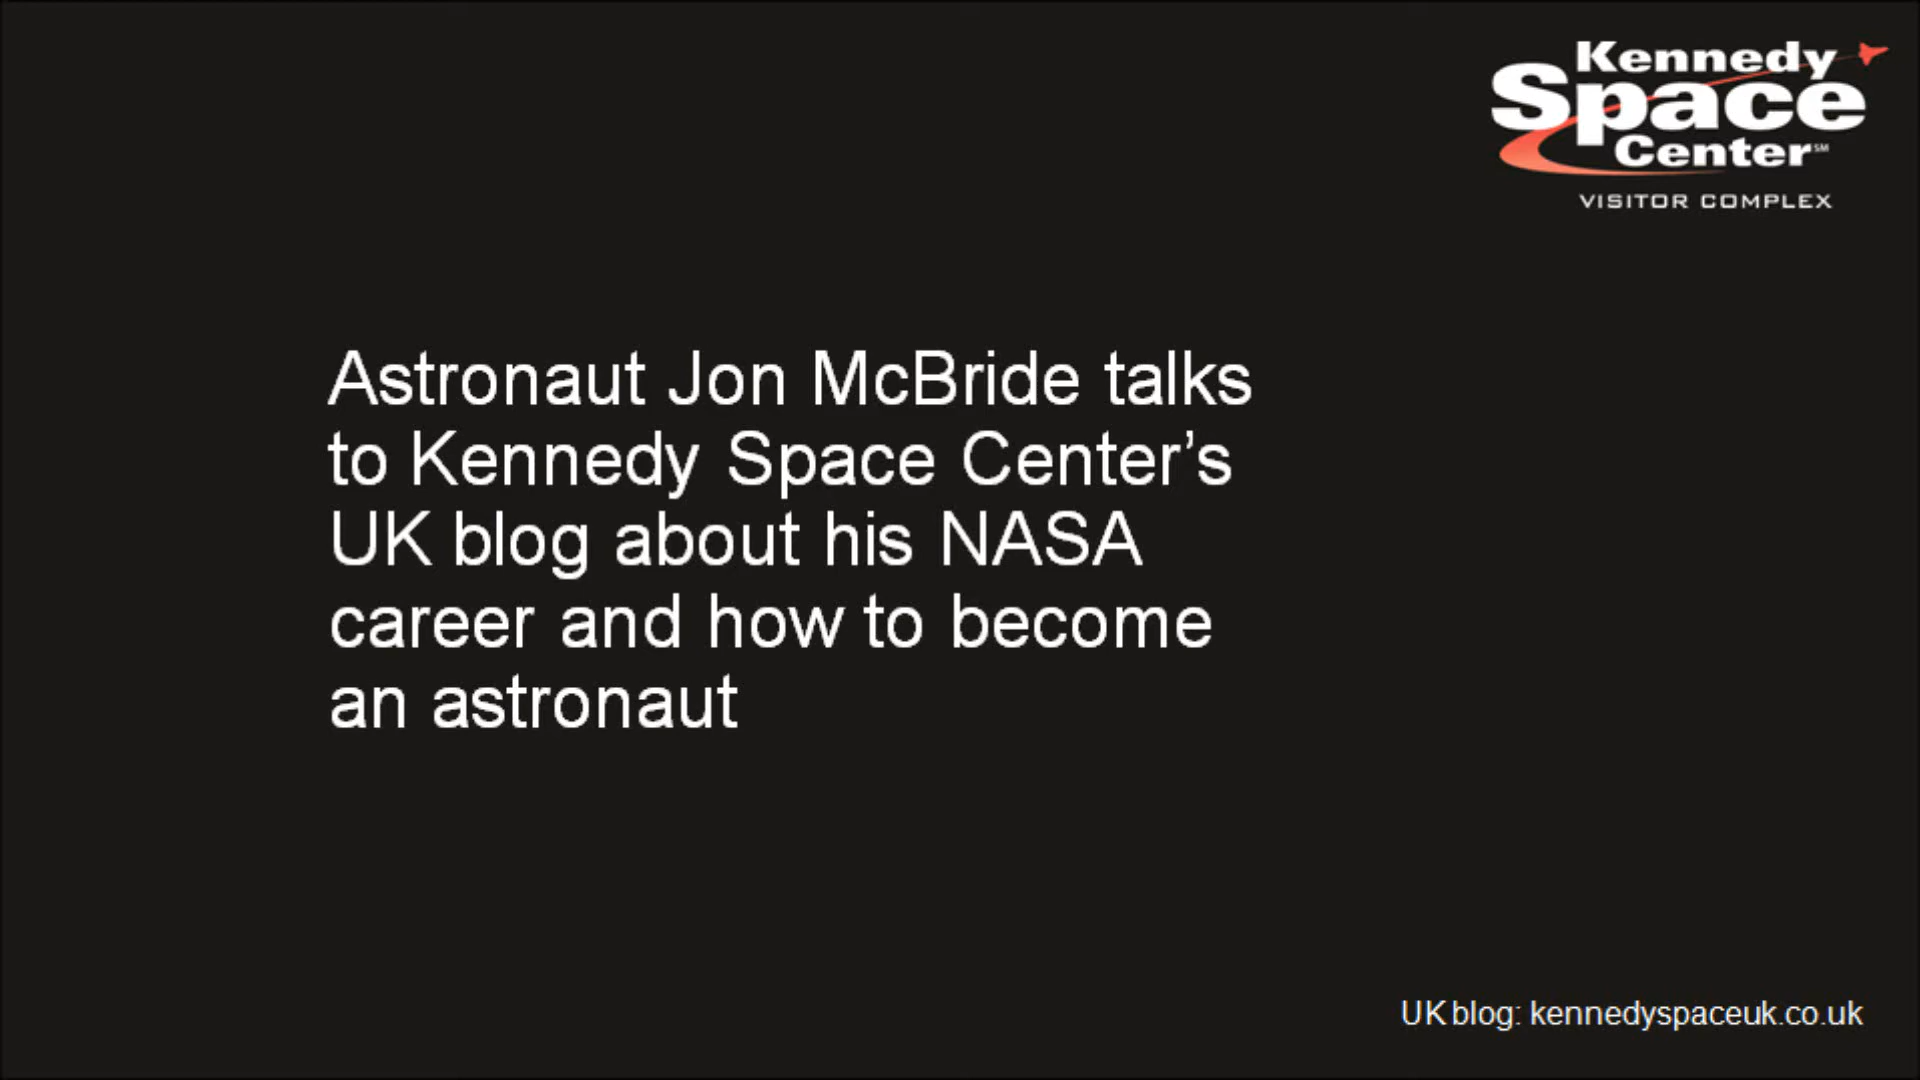 Kennedy
Space
Center℠
VISITOR COMPLEX
Astronaut Jon McBride talks
to Kennedy Space Center’s
UK blog about his NASA
career and how to become
an astronaut
UK blog: kennedyspaceuk.co.uk